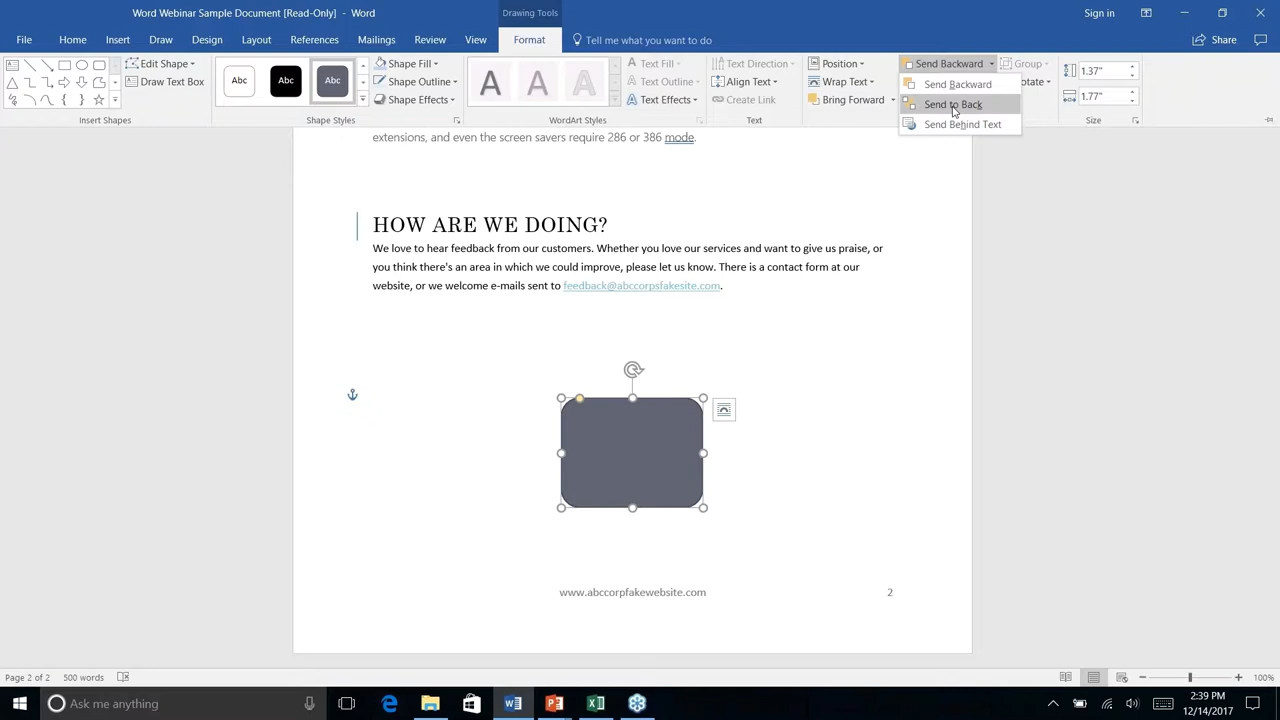 Word Webinar Sample Document [Read-Only] - Word
Drawing Tools
Sign in
File Home Insert Draw Design Layout References Mailings Review View Format Tell me what you want to do Share
Edit Shape
Draw Text Box
Insert Shapes
Abc Abc Abc
Shape Fill
Shape Outline
Shape Effects
Shape Styles
A A A
Text Fill
Text Outline
Text Effects
WordArt Styles
Text Direction
Align Text
Create Link
Text
Position
Wrap Text
Bring Forward
Send Backward
Send Backward
Send to Back
Send Behind Text
Group
otate
1.37"
1.77"
Size
extensions, and even the screen savers require 286 or 386 mode.
HOW ARE WE DOING?
We love to hear feedback from our customers. Whether you love our services and want to give us praise, or
you think there's an area in which we could improve, please let us know. There is a contact form at our
website, or we welcome e-mails sent to feedback@abccorpsfakesite.com.
www.abccorpfakewebsite.com 2
Page 2 of 2 500 words 100%
Ask me anything
2:39 PM
12/14/2017